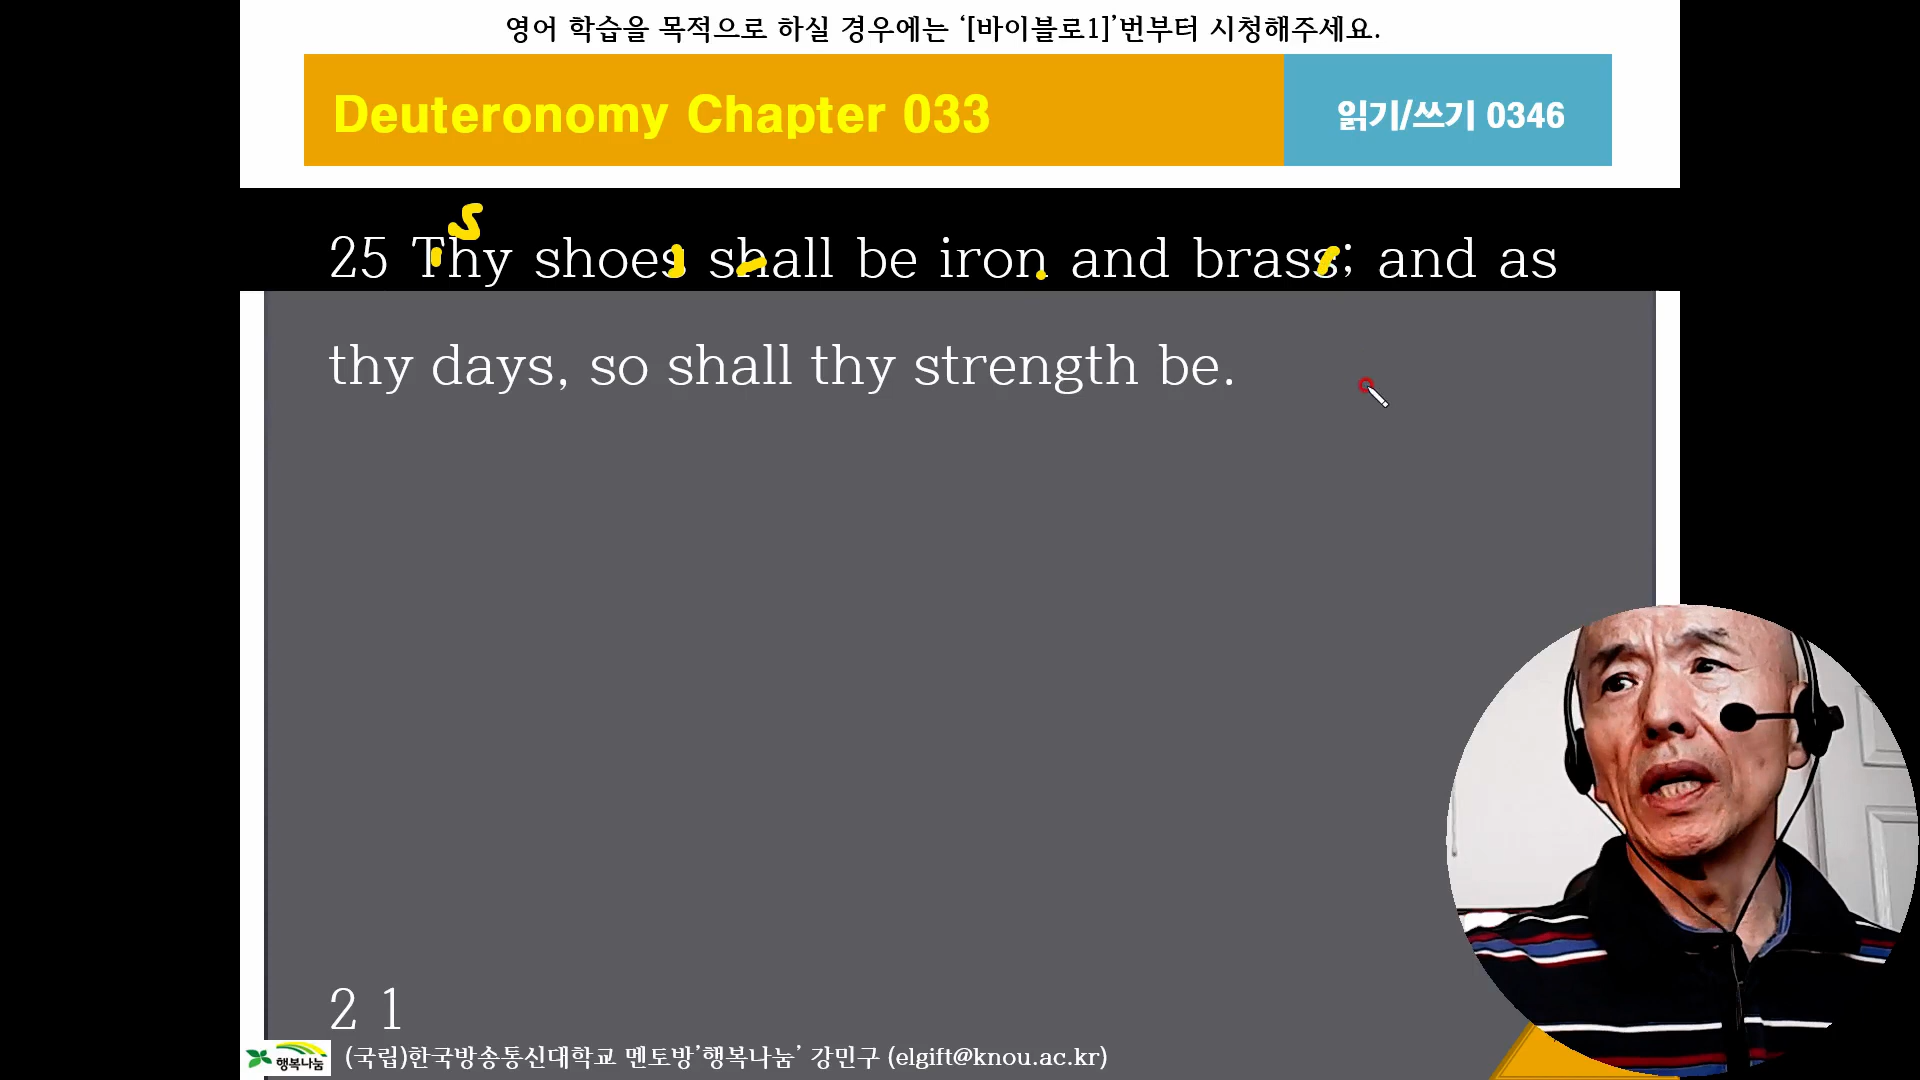 영어 학습을 목적으로 하실 경우에는 ‘[바이블로1]’번부터 시청해주세요.
Deuteronomy Chapter 033
읽기/쓰기 0346
S
25 Thy shoes shall be iron and brass; and as
thy days, so shall thy strength be.
2 1
행복나눔
(국립)한국방송통신대학교 멘토방’행복나눔’ 강민구 (elgift@knou.ac.kr)